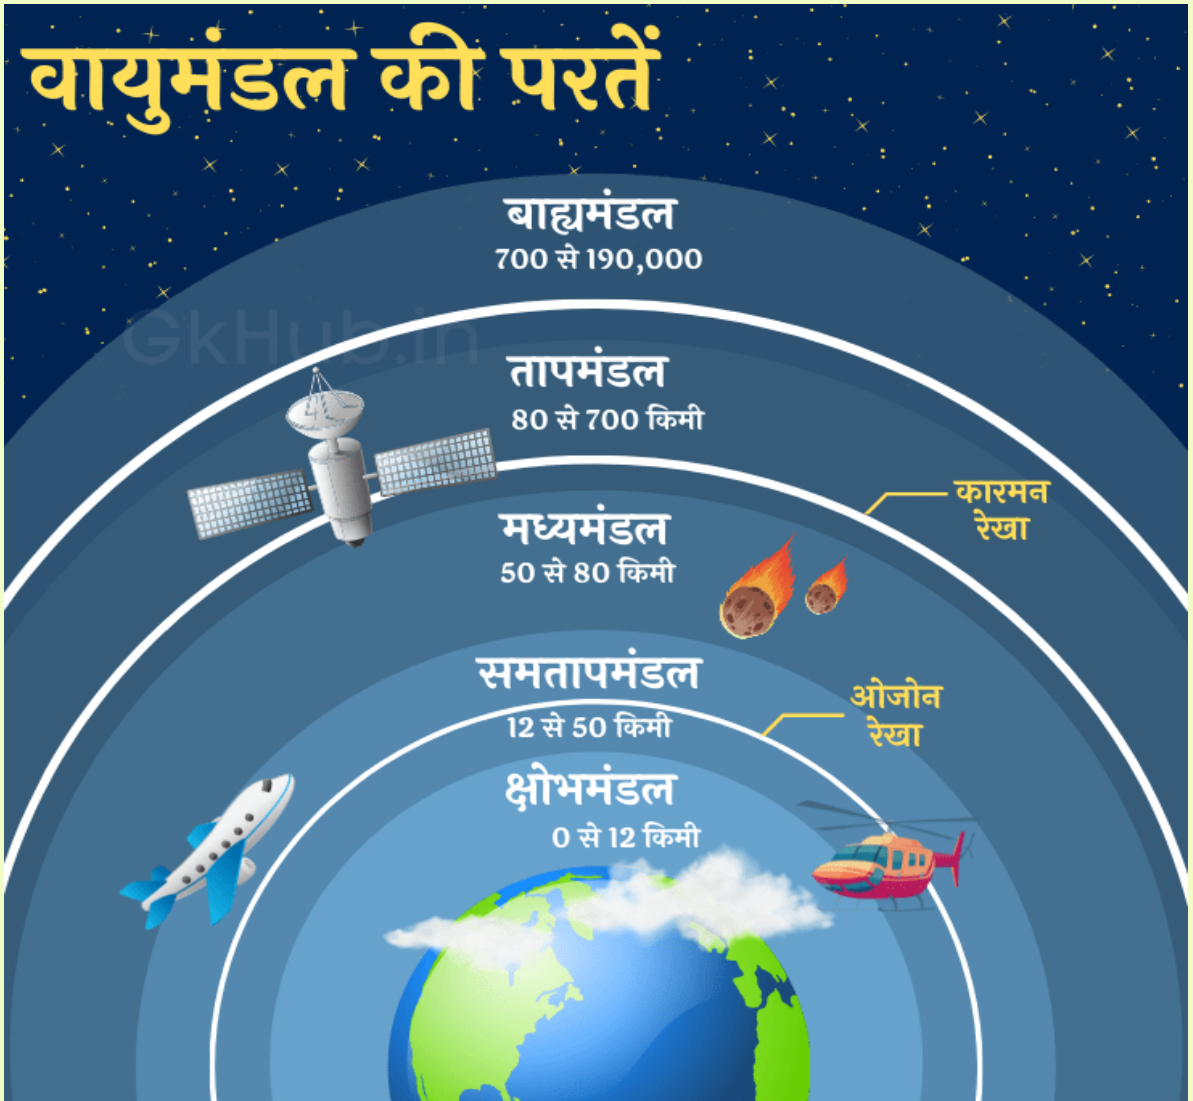 वायुमंडल की परतें
बाह्यमंडल
700 से 190,000
GkHub.in
तापमंडल
80 से 700 किमी
कारमन
रेखा
मध्यमंडल
50 से 80 किमी
समतापमंडल
12 से 50 किमी
ओजोन
रेखा
क्षोभमंडल
0 से 12 किमी